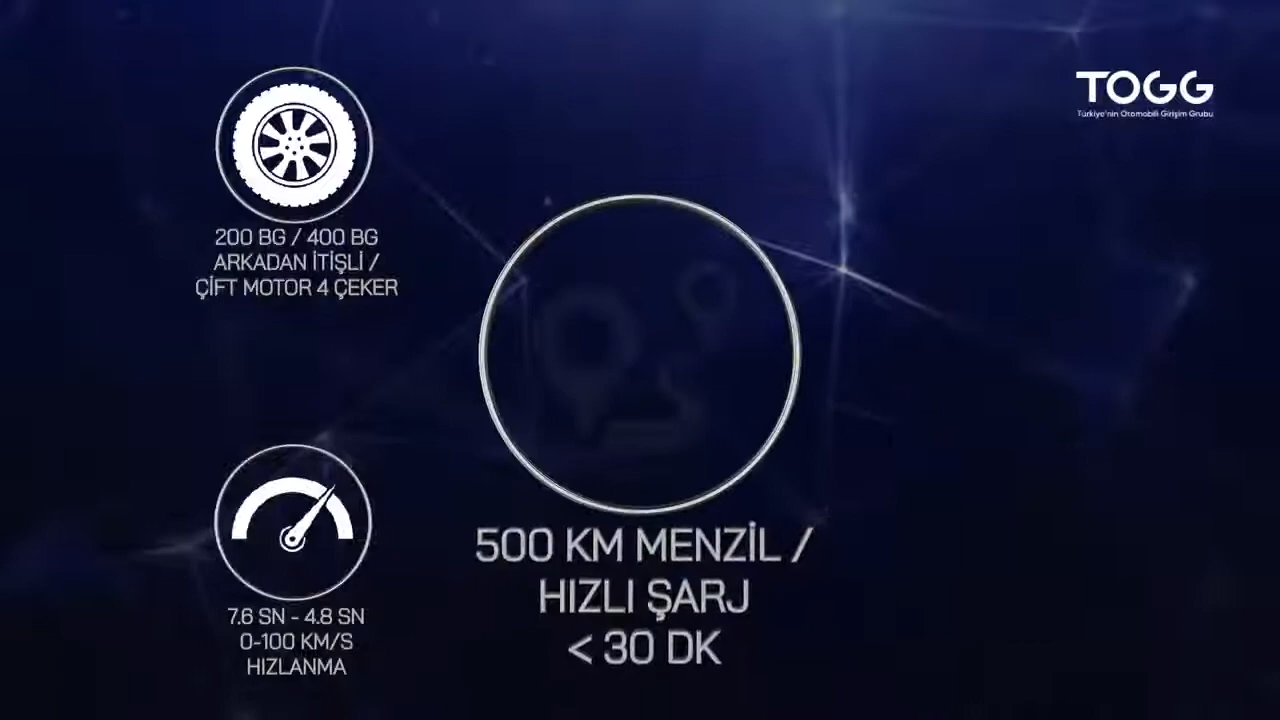 TOGG
Türkiye'nin Otomobili Girişim Grubu
200 BG / 400 BG
ARKADAN İTİŞLİ /
ÇİFT MOTOR 4 ÇEKER
7.6 SN - 4.8 SN
0-100 KM/S
HIZLANMA
500 KM MENZİL /
HIZLI ŞARJ
< 30 DK